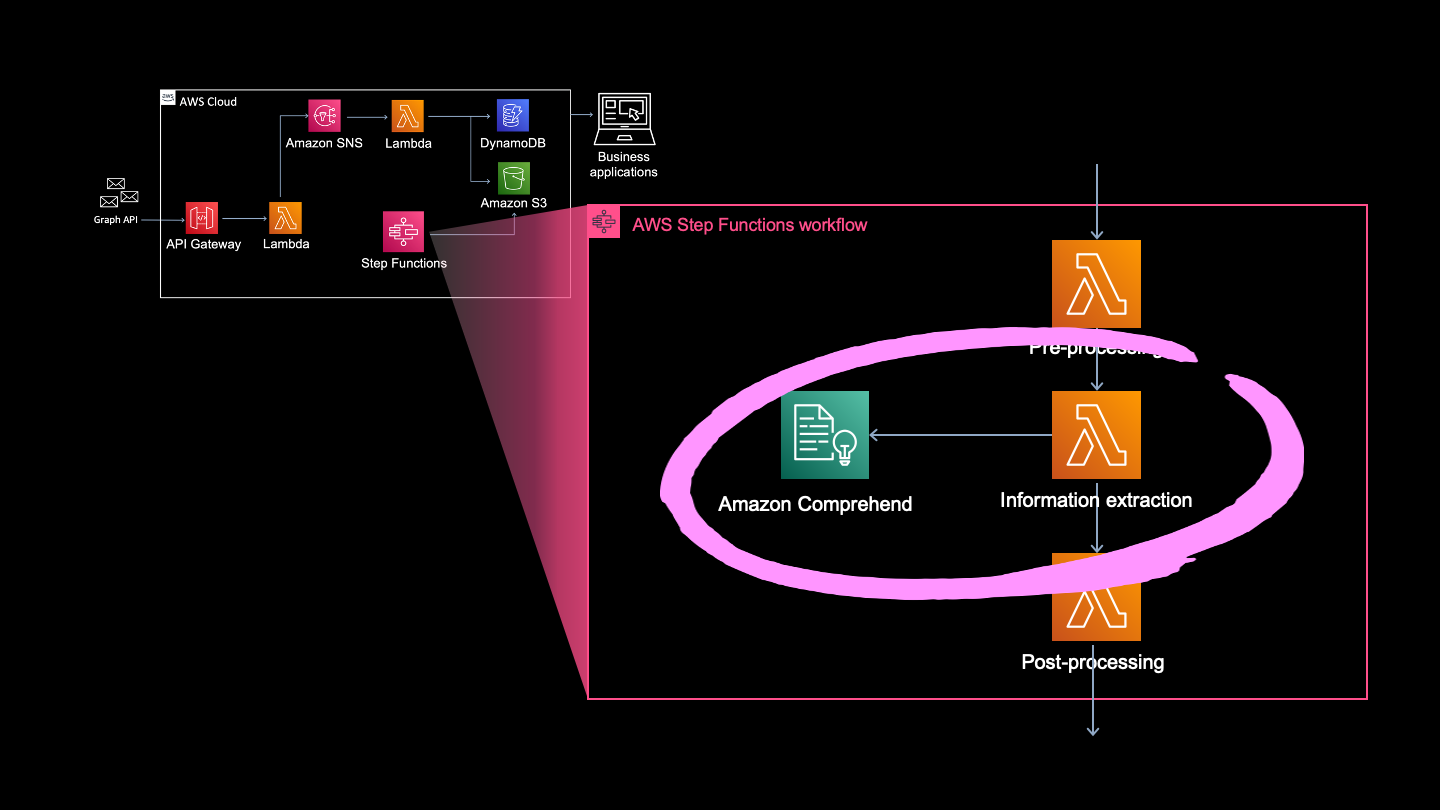 aws
AWS Cloud
Amazon SNS
Lambda
DynamoDB
Business
applications
Amazon S3
Graph API
API Gateway
Lambda
Step Functions
AWS Step Functions workflow
Pre-processing
Amazon Comprehend
Information extraction
Post-processing